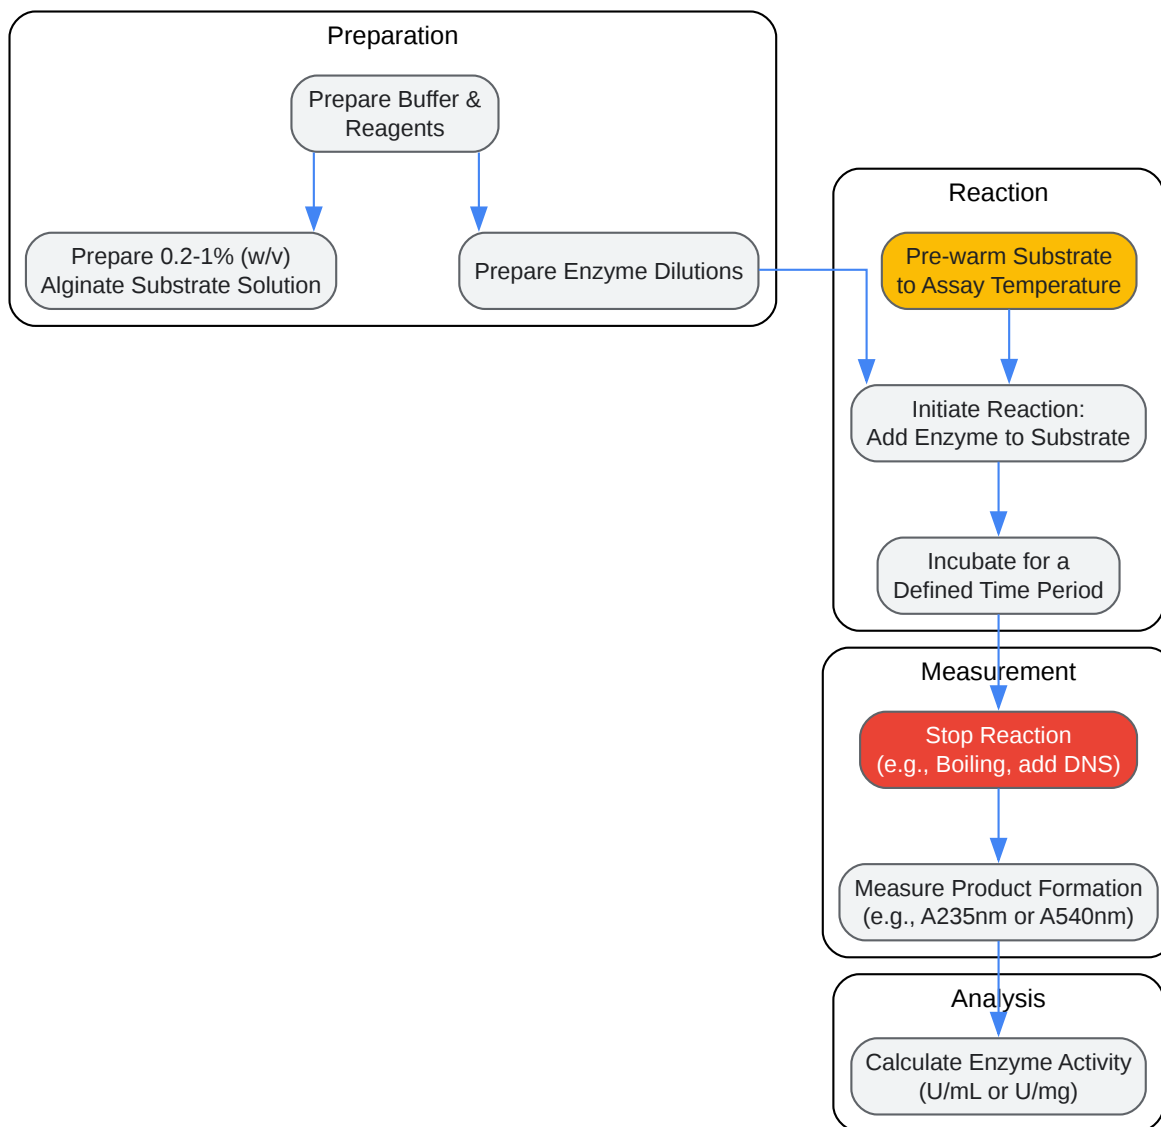 Preparation
Prepare Buffer &
Reagents
Prepare 0.2-1% (w/v)
Alginate Substrate Solution
Prepare Enzyme Dilutions
Reaction
Pre-warm Substrate
to Assay Temperature
Initiate Reaction:
Add Enzyme to Substrate
Incubate for a
Defined Time Period
Measurement
Stop Reaction
(e.g., Boiling, add DNS)
Measure Product Formation
(e.g., A235nm or A540nm)
Analysis
Calculate Enzyme Activity
(U/mL or U/mg)